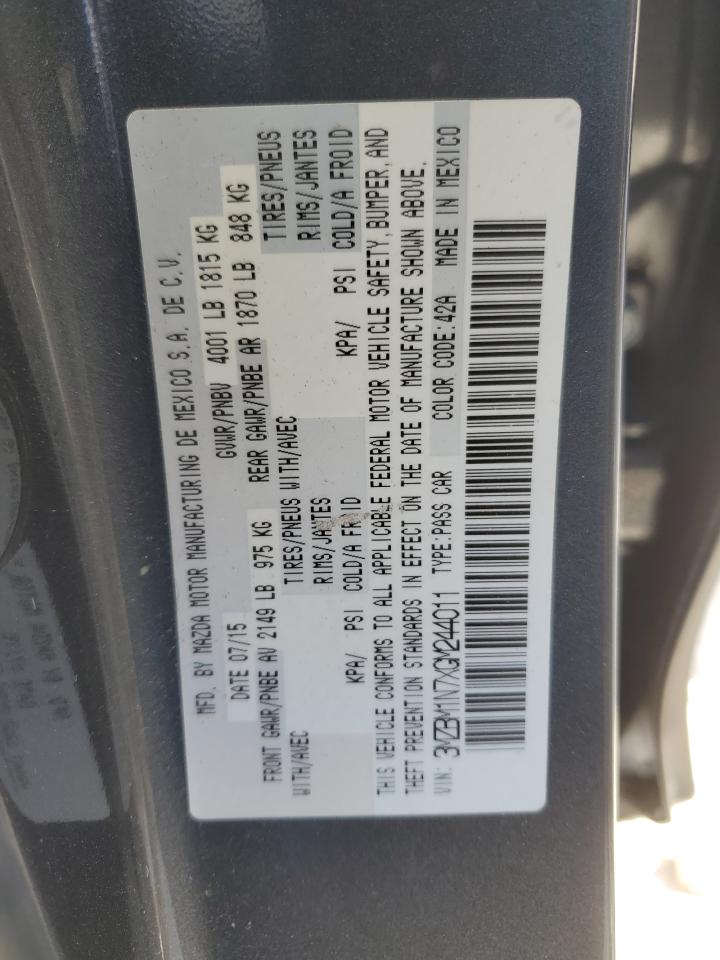 MFD. BY MAZDA MOTOR MANUFACTURING DE MEXICO S.A. DE C.V.
DATE 07/15 GVWR/PNBV 4001 LB 1815 KG
FRONT GAWR/PNBE AV 2149 LB 975 KG REAR GAWR/PNBE AR 1870 LB 848 KG
WITH/AVEC TIRES/PNEUS WITH/AVEC TIRES/PNEUS
RIMS/JANTES RIMS/JANTES
KPA/ PSI COLD/A FROID KPA/ PSI COLD/A FROID
THIS VEHICLE CONFORMS TO ALL APPLICABLE FEDERAL MOTOR VEHICLE SAFETY, BUMPER, AND
THEFT PREVENTION STANDARDS IN EFFECT ON THE DATE OF MANUFACTURE SHOWN ABOVE.
VIN: 3MZBM1N7XGM244011 TYPE:PASS CAR COLOR CODE:42A MADE IN MEXICO